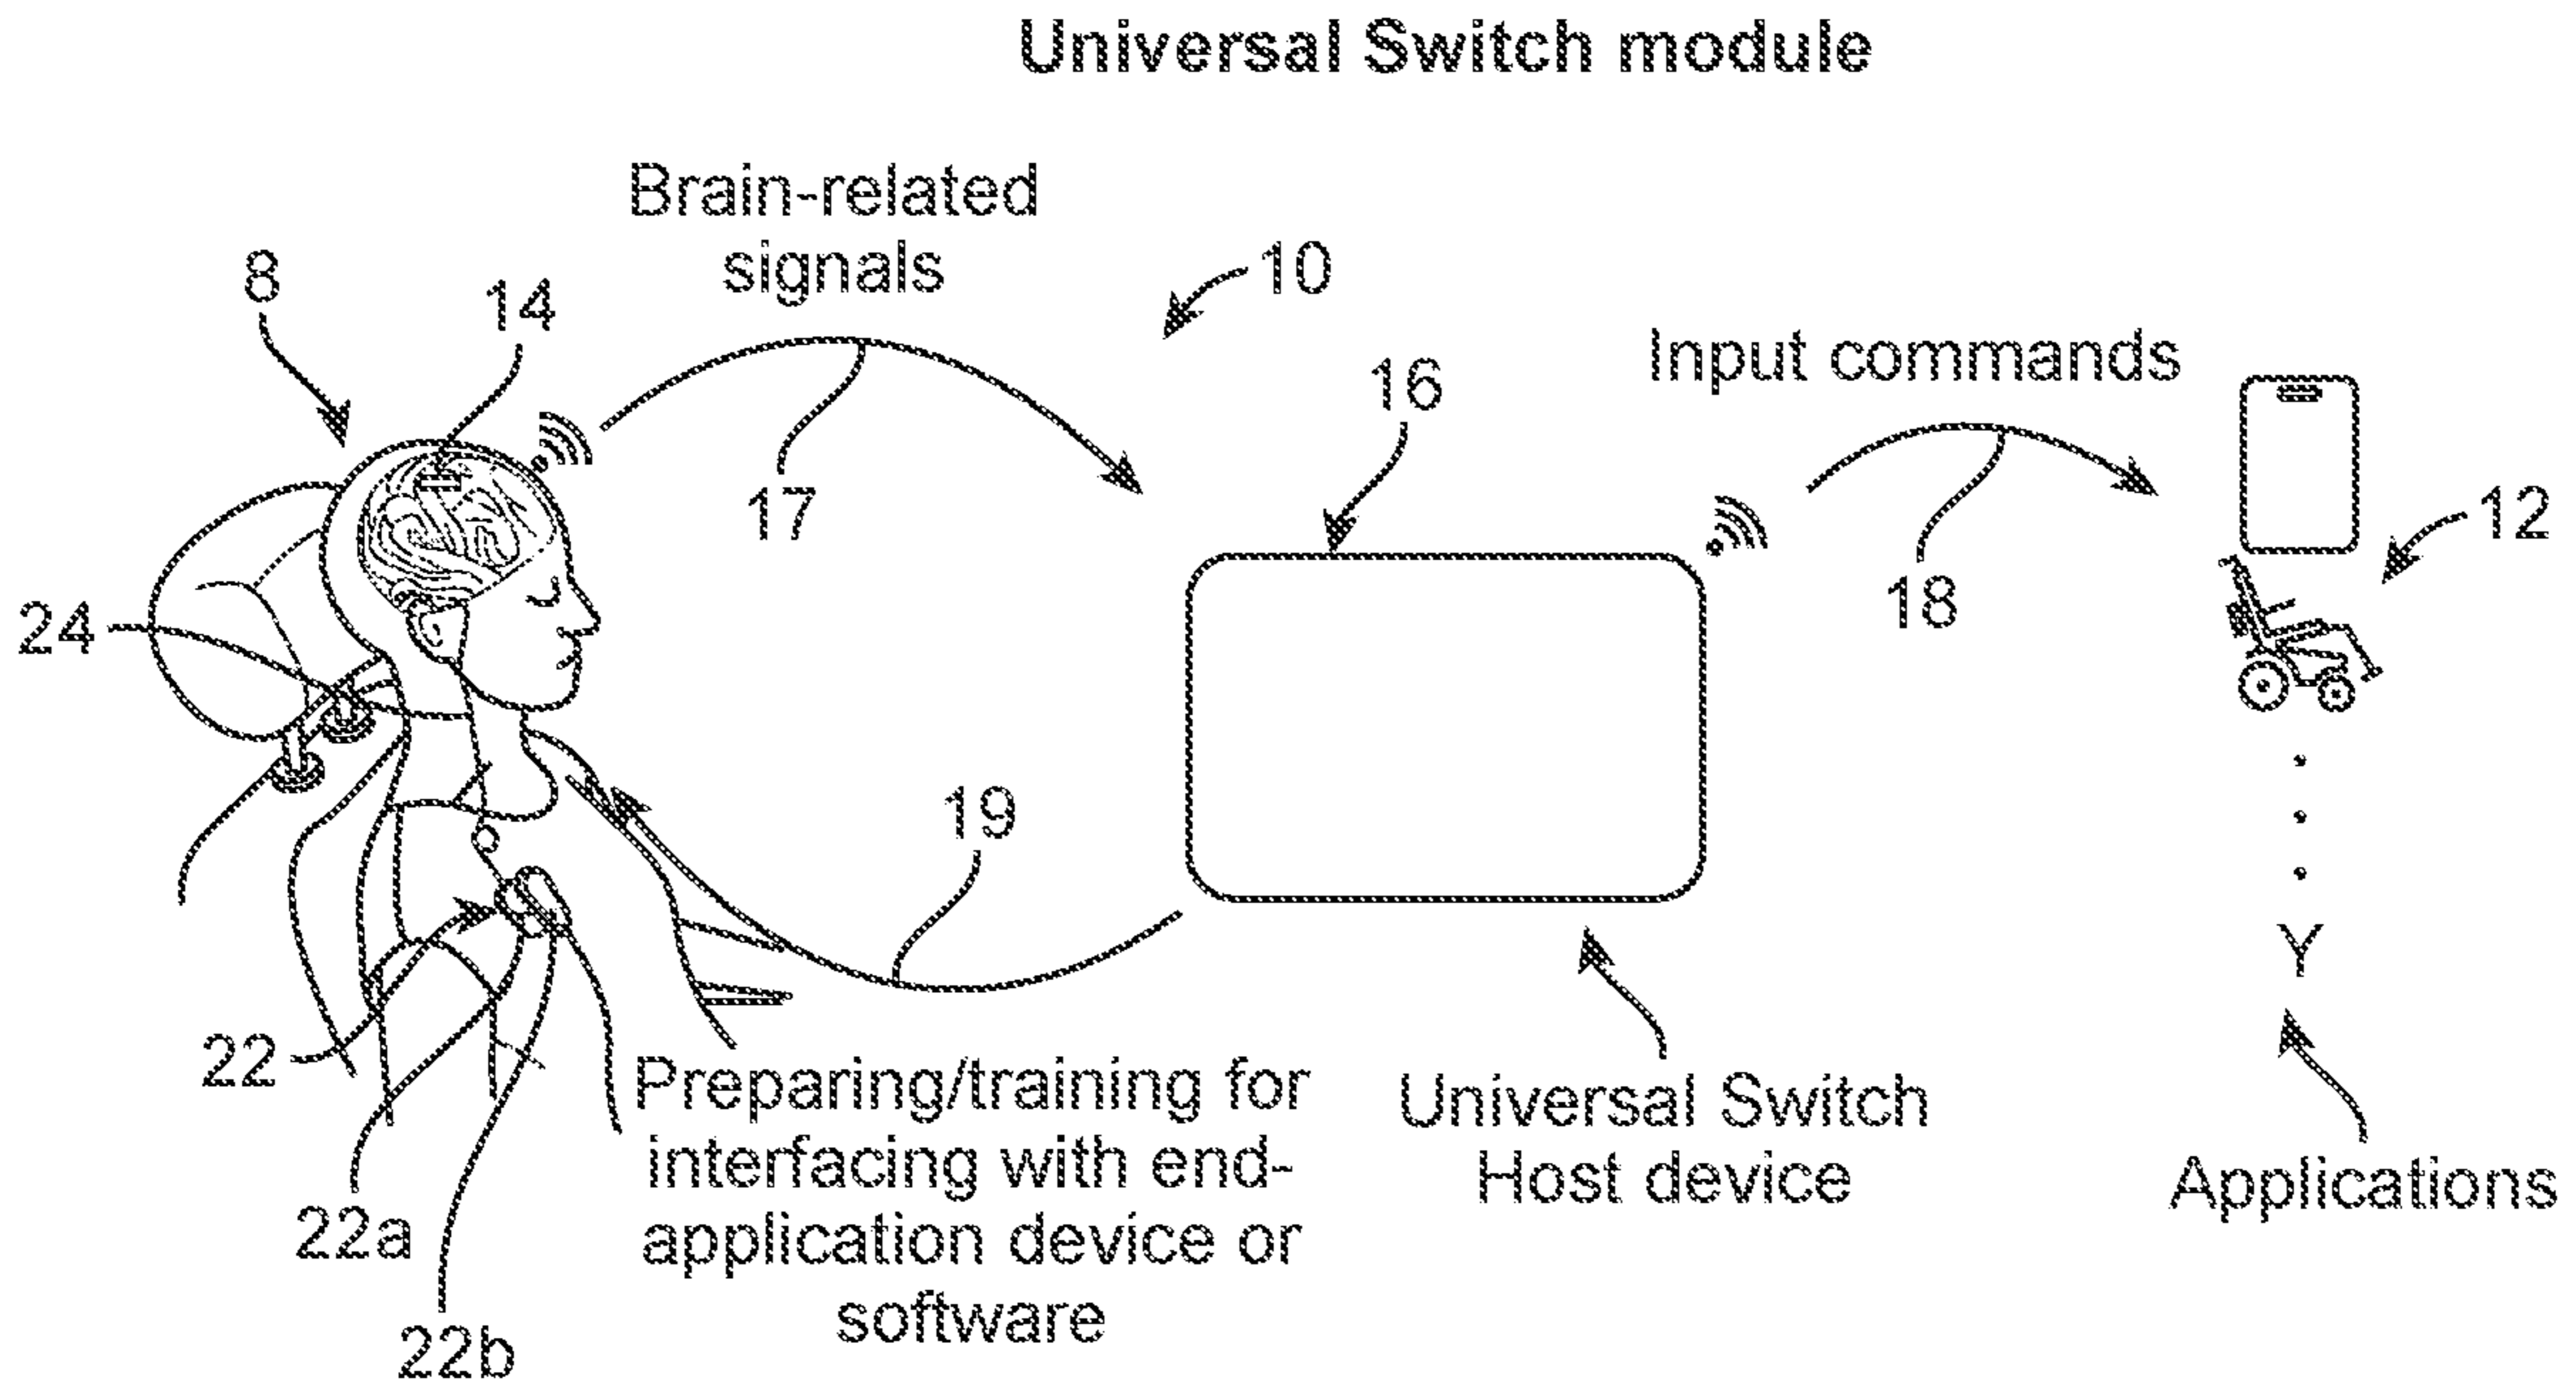 Universal Switch module
Brain-related
signals
8
14
10
Input commands
16
17
12
18
24
19
22
22a
22b
Preparing/training for
interfacing with end-
application device or
software
Universal Switch
Host device
Y
Applications